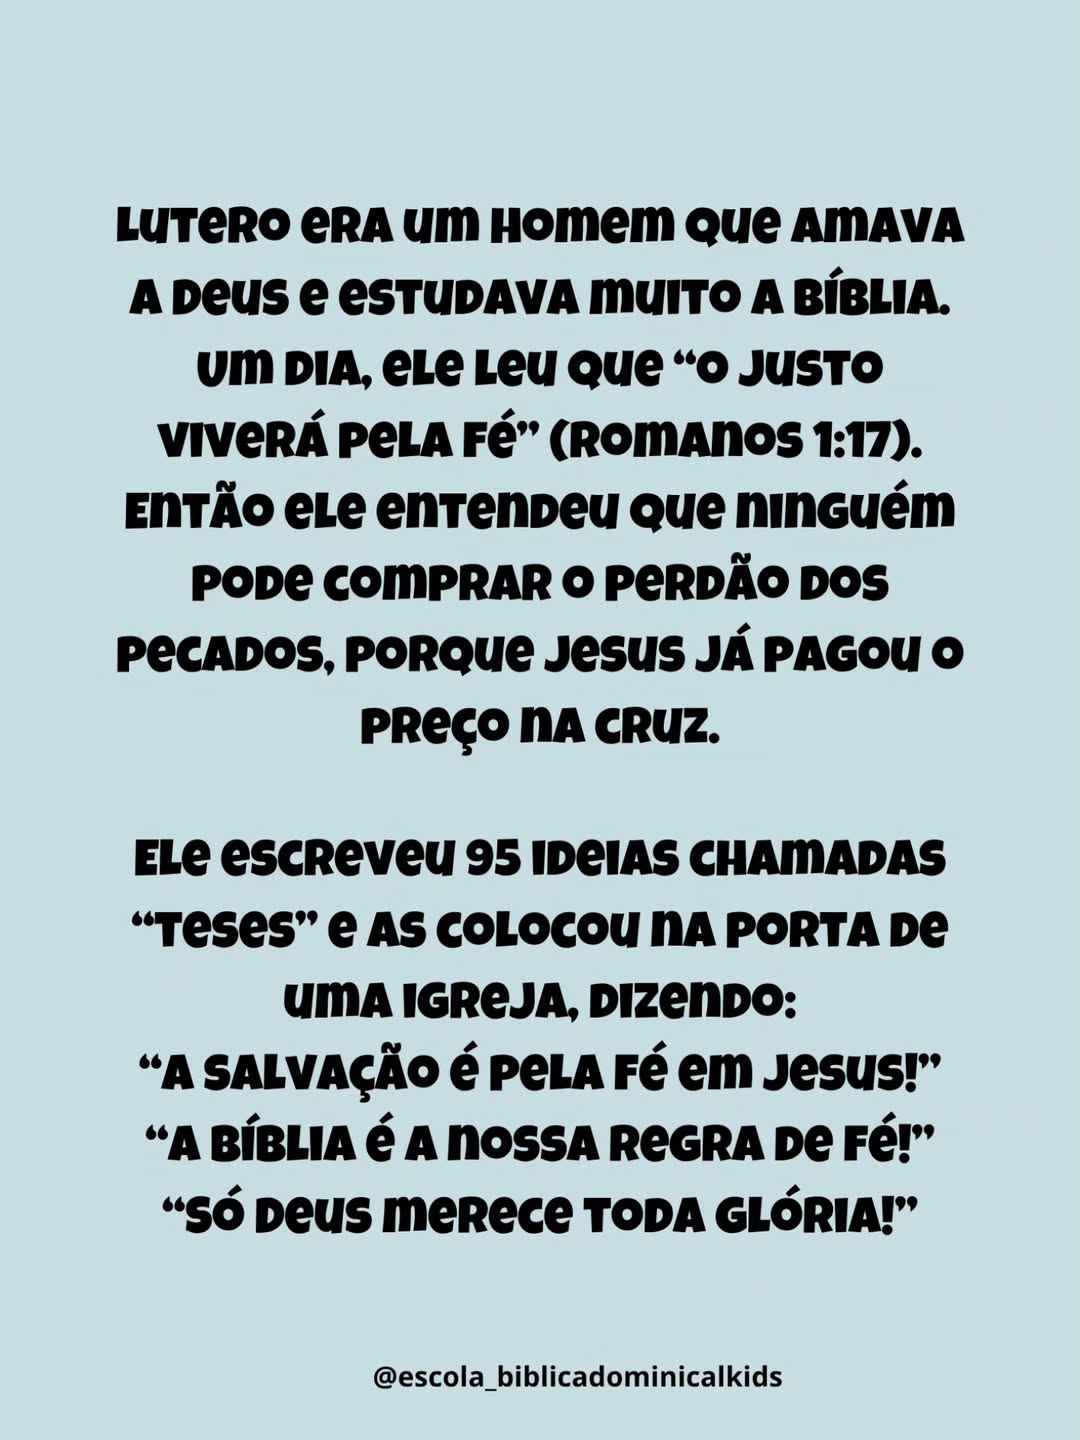 Lutero era um homem que amava
a Deus e estudava muito a Bíblia.
Um dia, ele leu que “o justo
viverá pela fé” (Romanos 1:17).
Então ele entendeu que ninguém
pode comprar o perdão dos
pecados, porque Jesus já pagou o
preço na cruz.
Ele escreveu 95 ideias chamadas
“teses” e as colocou na porta de
uma igreja, dizendo:
“A salvação é pela fé em Jesus!”
“A Bíblia é a nossa regra de fé!”
“Só Deus merece toda glória!”
@escola_biblicadominicalkids